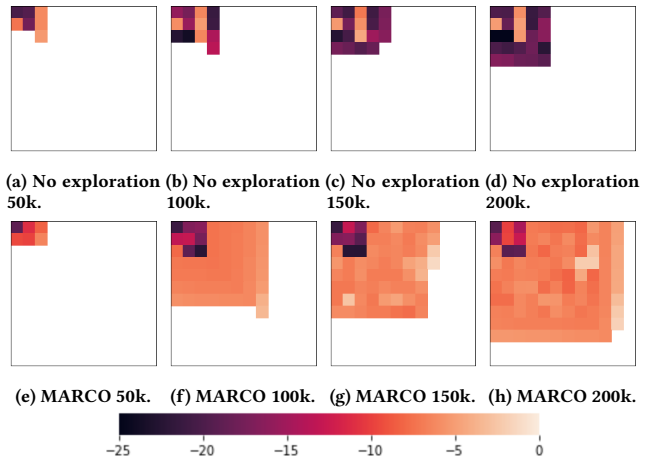 (a) No exploration (b) No exploration (c) No exploration (d) No exploration
50k. 100k. 150k. 200k.
(e) MARCO 50k. (f) MARCO 100k. (g) MARCO 150k. (h) MARCO 200k.
−25 −20 −15 −10 −5 0